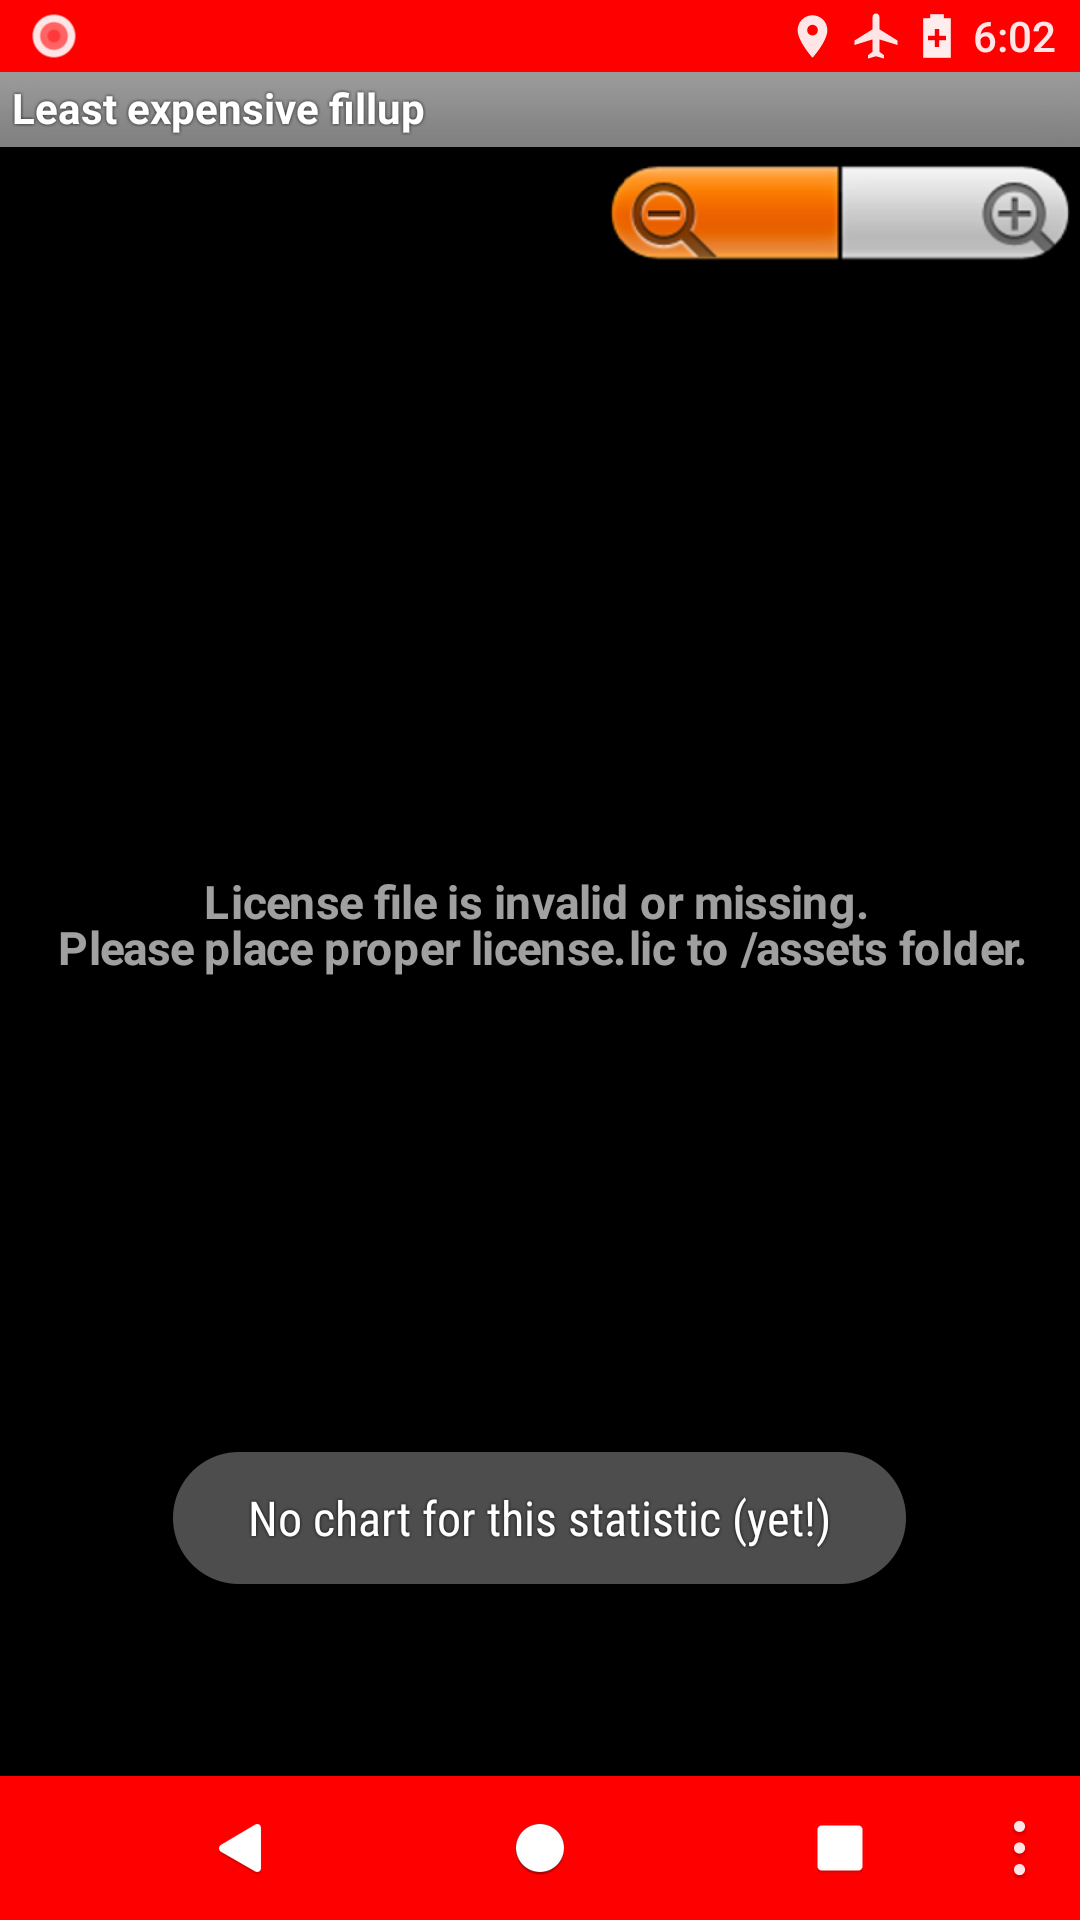 6:02
Least expensive fillup
License file is invalid or missing.
Please place proper license.lic to /assets folder.
No chart for this statistic (yet!)